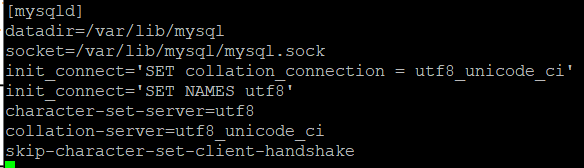 [mysqld]
datadir=/var/lib/mysql
socket=/var/lib/mysql/mysql.sock
init_connect='SET collation_connection = utf8_unicode_ci'
init_connect='SET NAMES utf8'
character-set-server=utf8
collation-server=utf8_unicode_ci
skip-character-set-client-handshake